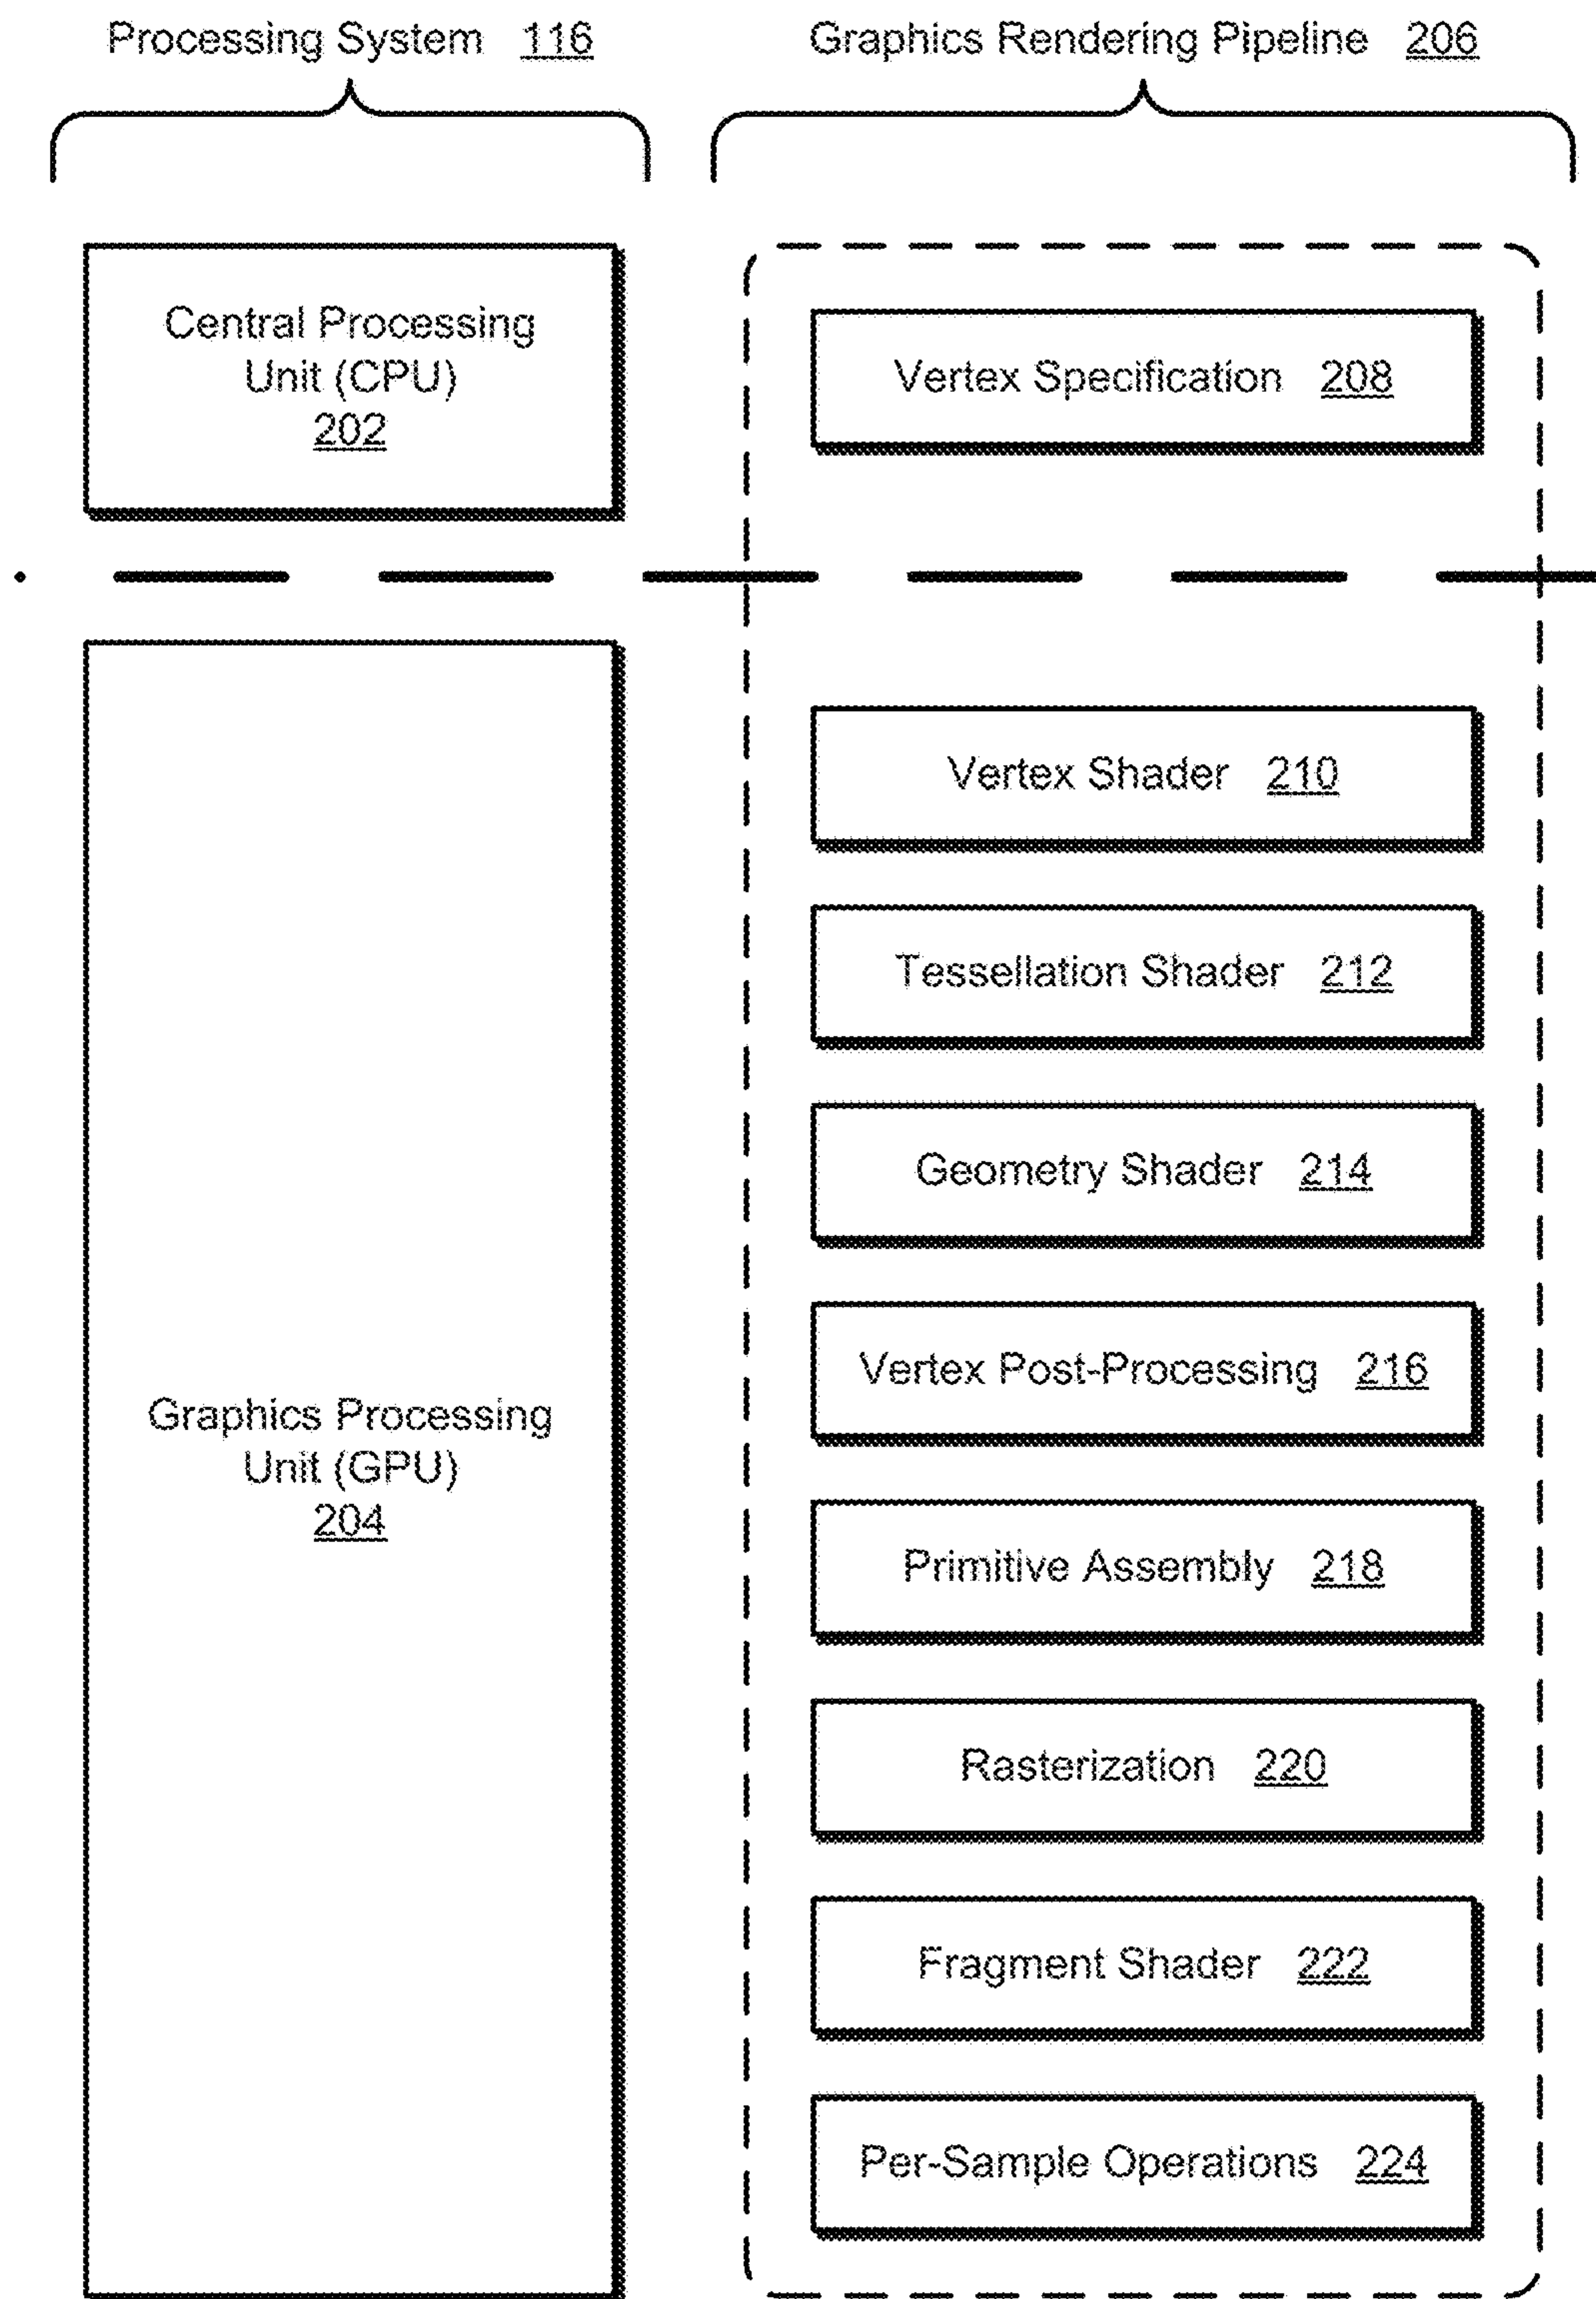 Processing System 116
Graphics Rendering Pipeline 206
Central Processing
Unit (CPU)
202
Vertex Specification 208
Graphics Processing
Unit (GPU)
204
Vertex Shader 210
Tessellation Shader 212
Geometry Shader 214
Vertex Post-Processing 216
Primitive Assembly 218
Rasterization 220
Fragment Shader 222
Per-Sample Operations 224